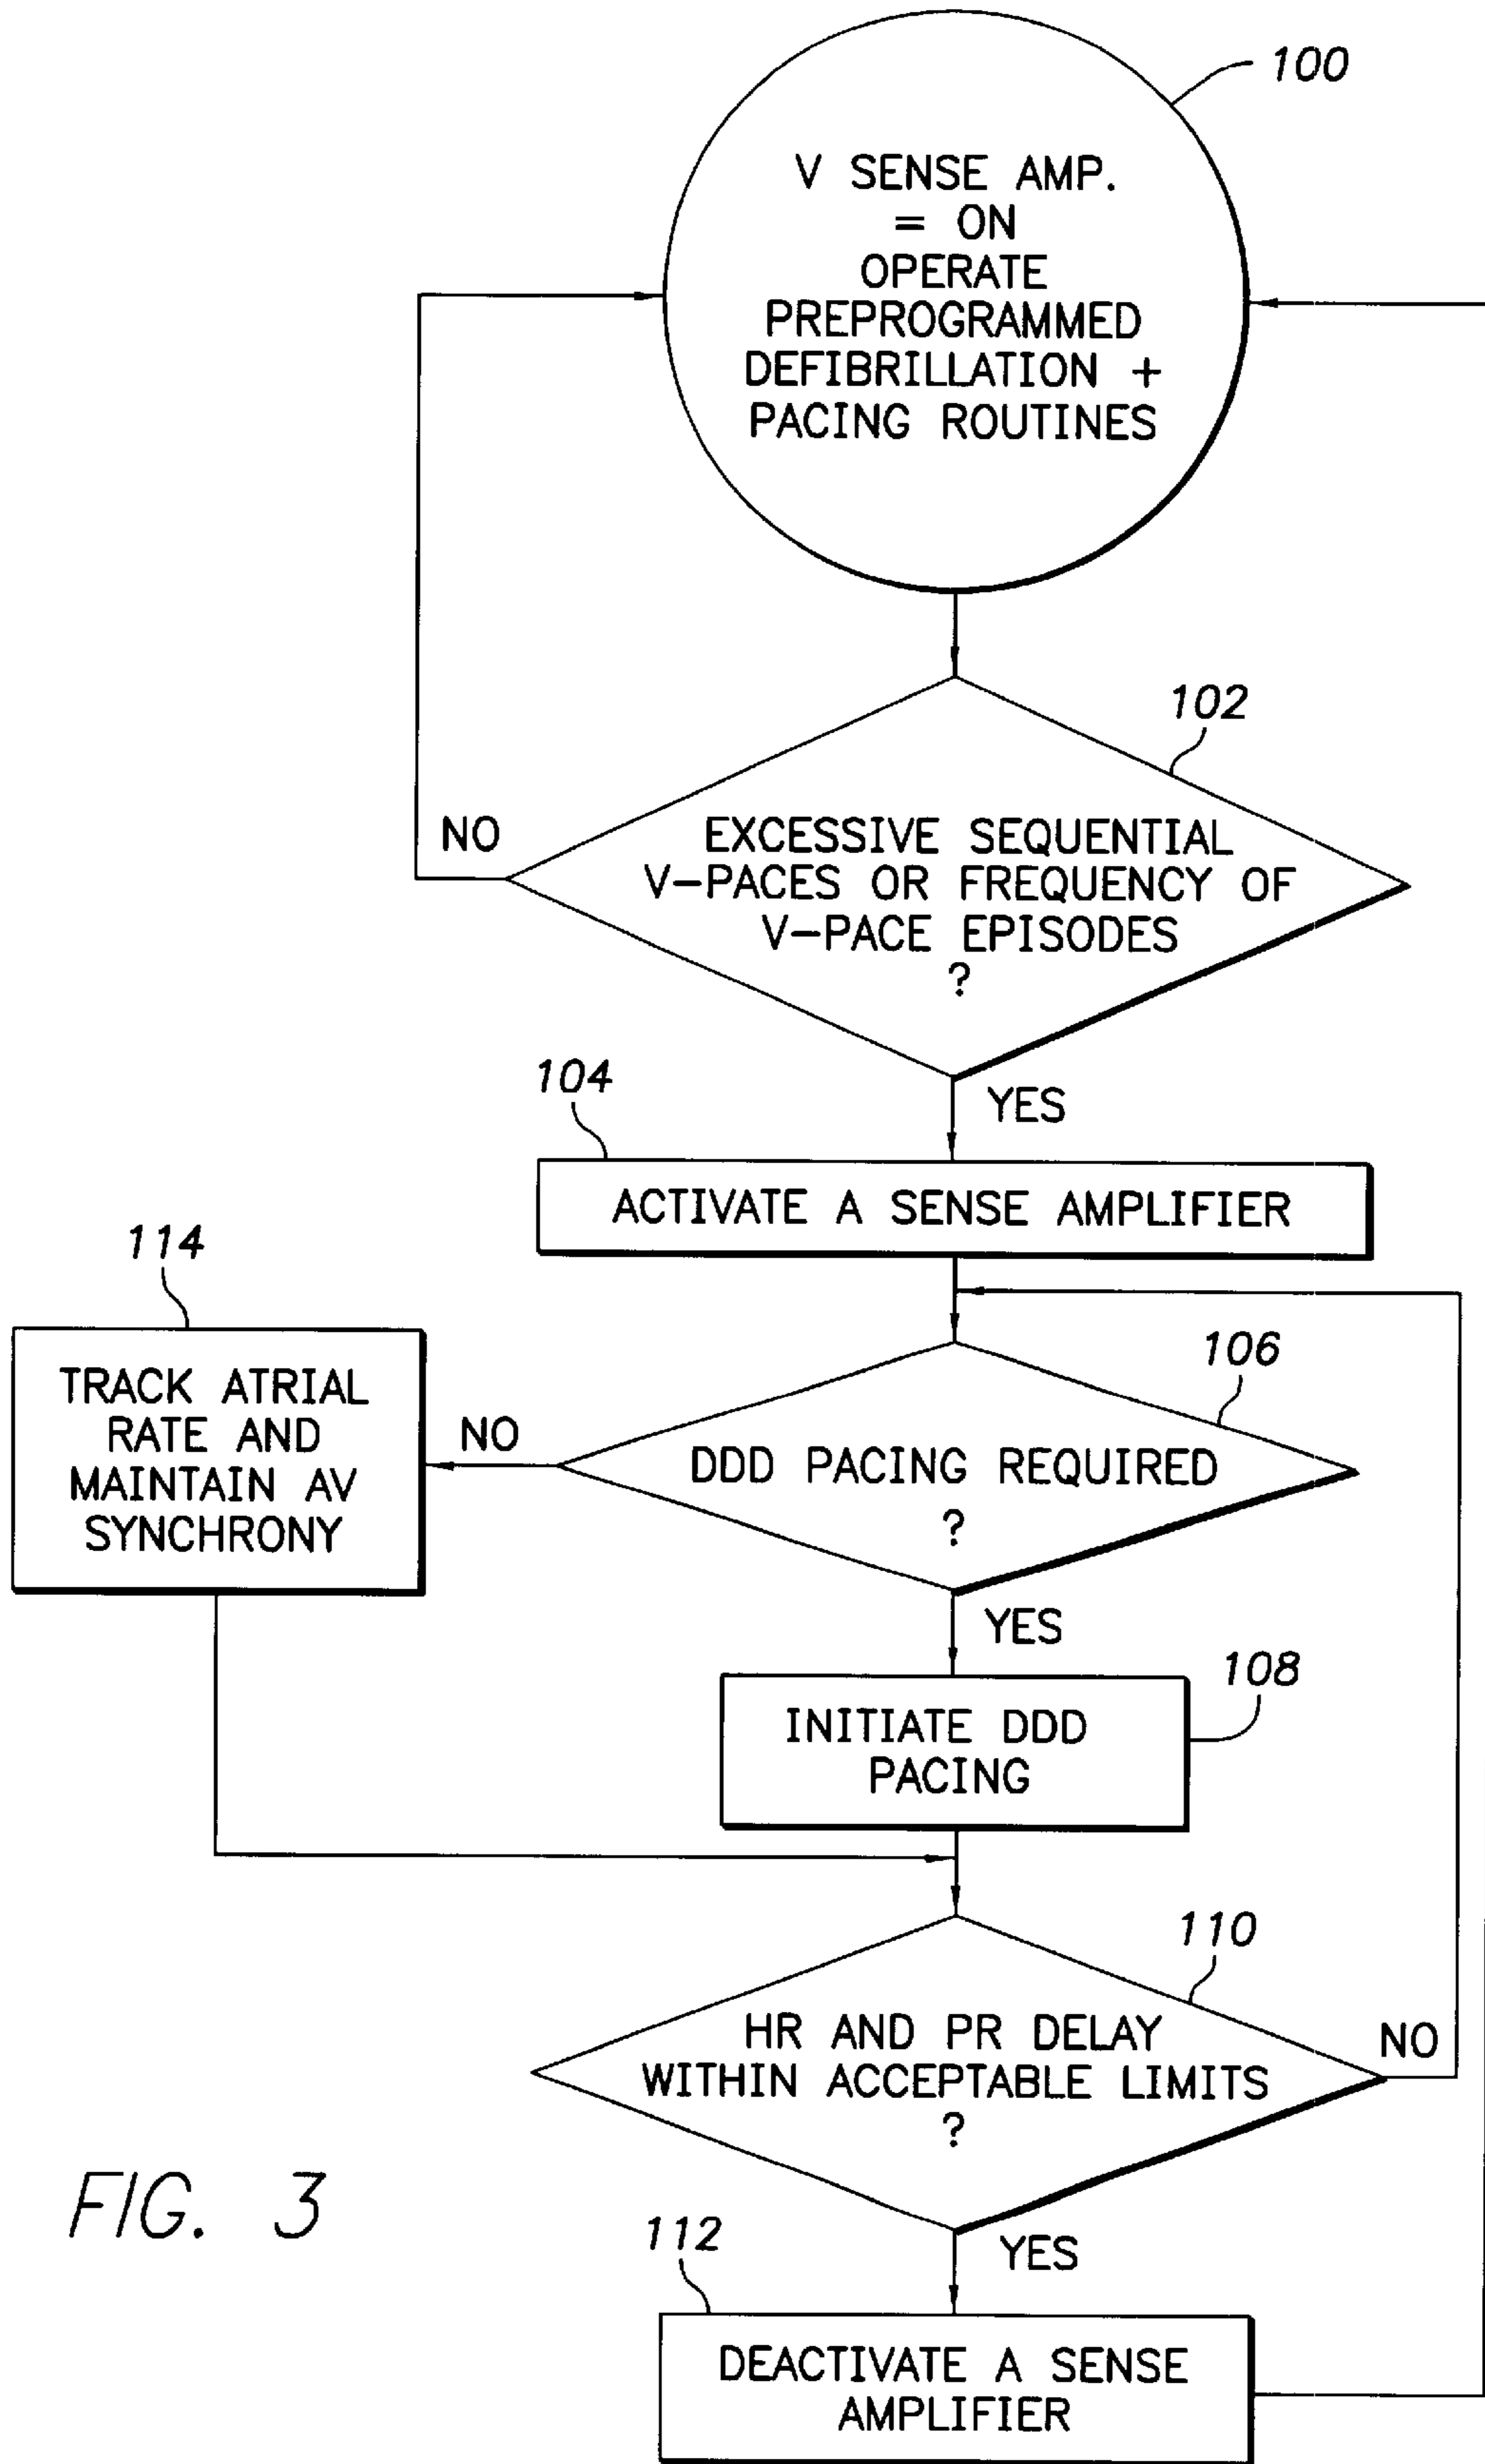 100
V SENSE AMP.
= ON
OPERATE
PREPROGRAMMED
DEFIBRILLATION +
PACING ROUTINES
102
NO
EXCESSIVE SEQUENTIAL
V-PACES OR FREQUENCY OF
V-PACE EPISODES
?
YES
104
ACTIVATE A SENSE AMPLIFIER
114
TRACK ATRIAL
RATE AND
MAINTAIN AV
SYNCHRONY
106
NO
DDD PACING REQUIRED
?
YES
108
INITIATE DDD
PACING
110
HR AND PR DELAY
WITHIN ACCEPTABLE LIMITS
?
NO
YES
112
DEACTIVATE A SENSE
AMPLIFIER
FIG. 3